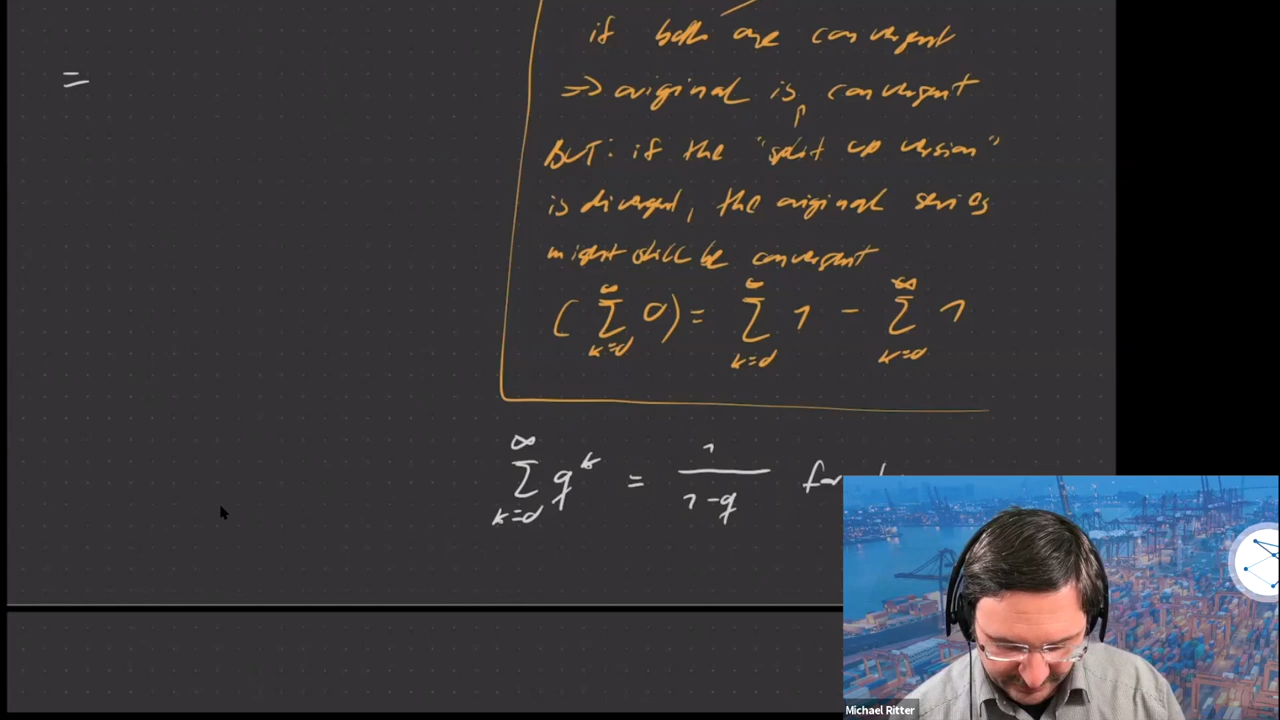 if both are convergent
=
=> original is convergent
BUT: if the "split up version"
is divergent, the original series
might still be convergent
( ∑_{k=0}^{∞} 0 ) = ∑_{k=0}^{∞} 1 - ∑_{k=0}^{∞} 1
∑_{k=0}^{∞} q^k = 1/(1-q) for
Michael Ritter